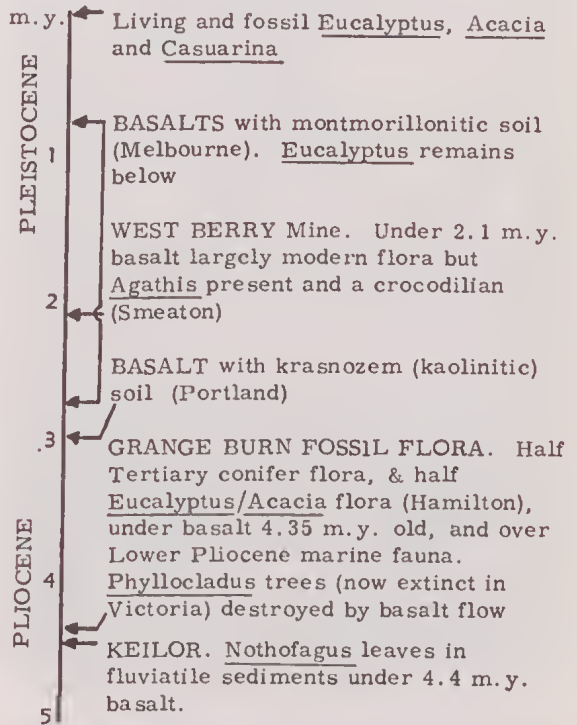 m.y.
Living and fossil Eucalyptus, Acacia
and Casuarina
PLEISTOCENE
BASALTS with montmorillonitic soil
1
(Melbourne). Eucalyptus remains
below
WEST BERRY Mine. Under 2.1 m.y.
basalt largely modern flora but
2
Agathis present and a crocodilian
(Smeaton)
BASALT with krasnozem (kaolinitic)
soil (Portland)
.3
GRANGE BURN FOSSIL FLORA. Half
Tertiary conifer flora, & half
Eucalyptus/Acacia flora (Hamilton),
under basalt 4.35 m.y. old, and over
PLIOCENE
Lower Pliocene marine fauna.
4
Phyllocladus trees (now extinct in
Victoria) destroyed by basalt flow
KEILOR. Nothofagus leaves in
fluviatile sediments under 4.4 m.y.
5
basalt.